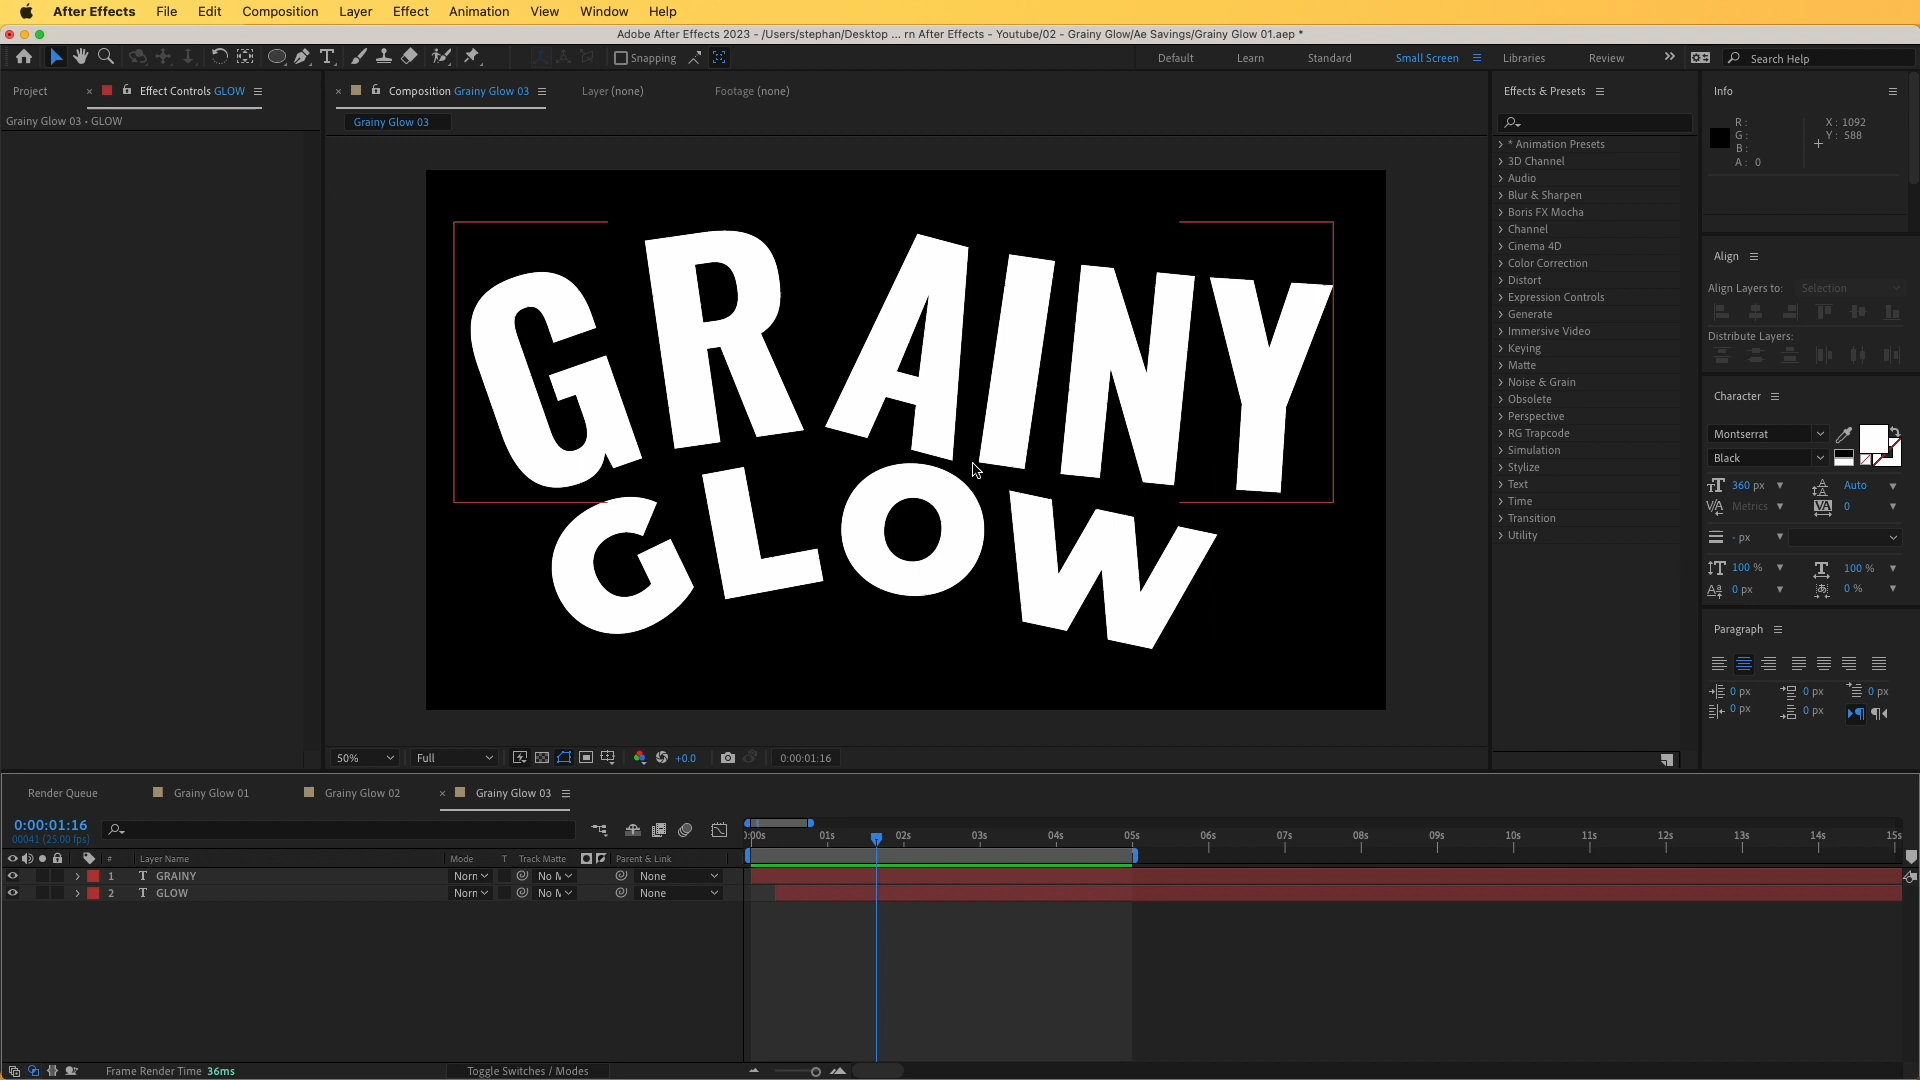 After Effects File Edit Composition Layer Effect Animation View Window Help
Adobe After Effects 2023 - /Users/stephan/Desktop ... rn After Effects - Youtube/02 - Grainy Glow/Ae Savings/Grainy Glow 01.aep *
Snapping Default Learn Standard Small Screen Libraries Review Search Help
Project Effect Controls GLOW
Grainy Glow 03 · GLOW
Composition Grainy Glow 03 Layer (none) Footage (none)
Grainy Glow 03
GRAINY
GLOW
50% Full +0.0 0:00:01:16
Effects & Presets
* Animation Presets
3D Channel
Audio
Blur & Sharpen
Boris FX Mocha
Channel
Cinema 4D
Color Correction
Distort
Expression Controls
Generate
Immersive Video
Keying
Matte
Noise & Grain
Obsolete
Perspective
RG Trapcode
Simulation
Stylize
Text
Time
Transition
Utility
Info
R :
G :
B :
A : 0
X : 1092
Y : 588
Align
Align Layers to: Selection
Distribute Layers:
Character
Montserrat
Black
360 px Auto
Metrics 0
- px
100 % 100 %
0 px 0 %
Paragraph
0 px 0 px 0 px
0 px 0 px
Render Queue Grainy Glow 01 Grainy Glow 02 Grainy Glow 03
0:00:01:16
00041 (25.00 fps)
:00s 01s 02s 03s 04s 05s 06s 07s 08s 09s 10s 11s 12s 13s 14s 15s
# Layer Name Mode T Track Matte Parent & Link
1 T GRAINY Norm No M None
2 T GLOW Norm No M None
Frame Render Time 36ms Toggle Switches / Modes